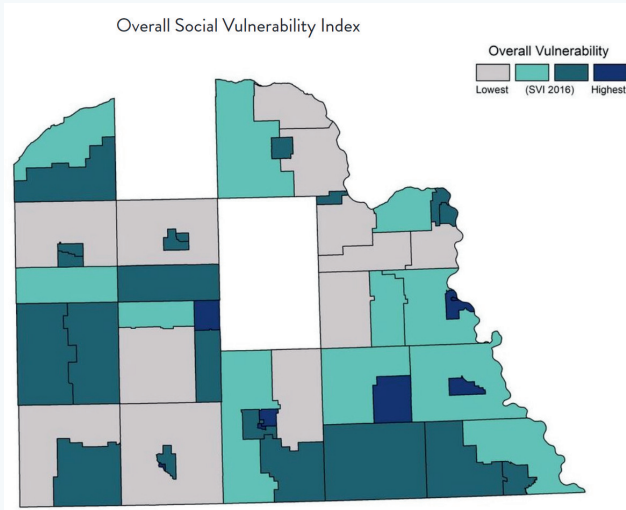 Overall Social Vulnerability Index
Overall Vulnerability
Lowest (SVI 2016) Highest